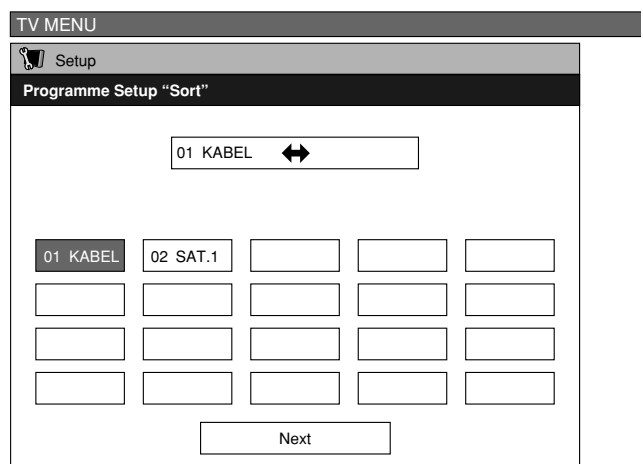 TV MENU
Setup
Programme Setup “Sort”
01 KABEL
01 KABEL 02 SAT.1
Next